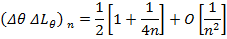 (Δθ ΔL_θ)_n = 1/2 [1 + 1/4n] + O [1/n²]